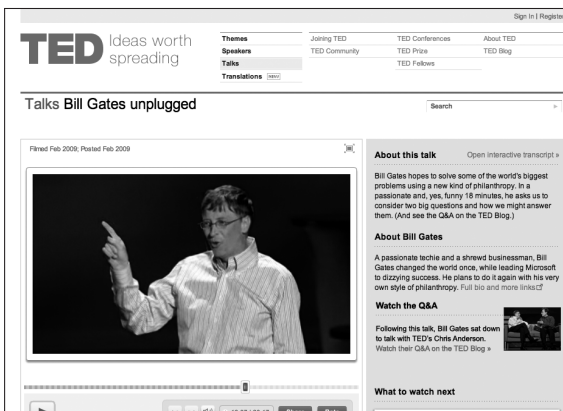 Sign In | Register
TED Ideas worth spreading
Themes
Speakers
Talks
Translations
Joining TED
TED Community
TED Conferences
TED Prize
TED Fellows
About TED
TED Blog
Talks Bill Gates unplugged
Search
Filmed Feb 2009; Posted Feb 2009
About this talk
Open interactive transcript »
Bill Gates hopes to solve some of the world's biggest
problems using a new kind of philanthropy. In a
passionate and, yes, funny 18 minutes, he asks us to
consider two big questions and how we might answer
them. (And see the Q&A on the TED Blog.)
About Bill Gates
A passionate techie and a shrewd businessman, Bill
Gates changed the world once, while leading Microsoft
to dizzying success. He plans to do it again with his very
own style of philanthropy. Full bio and more links
Watch the Q&A
Following this talk, Bill Gates sat down
to talk with TED's Chris Anderson.
Watch their Q&A on the TED Blog »
What to watch next